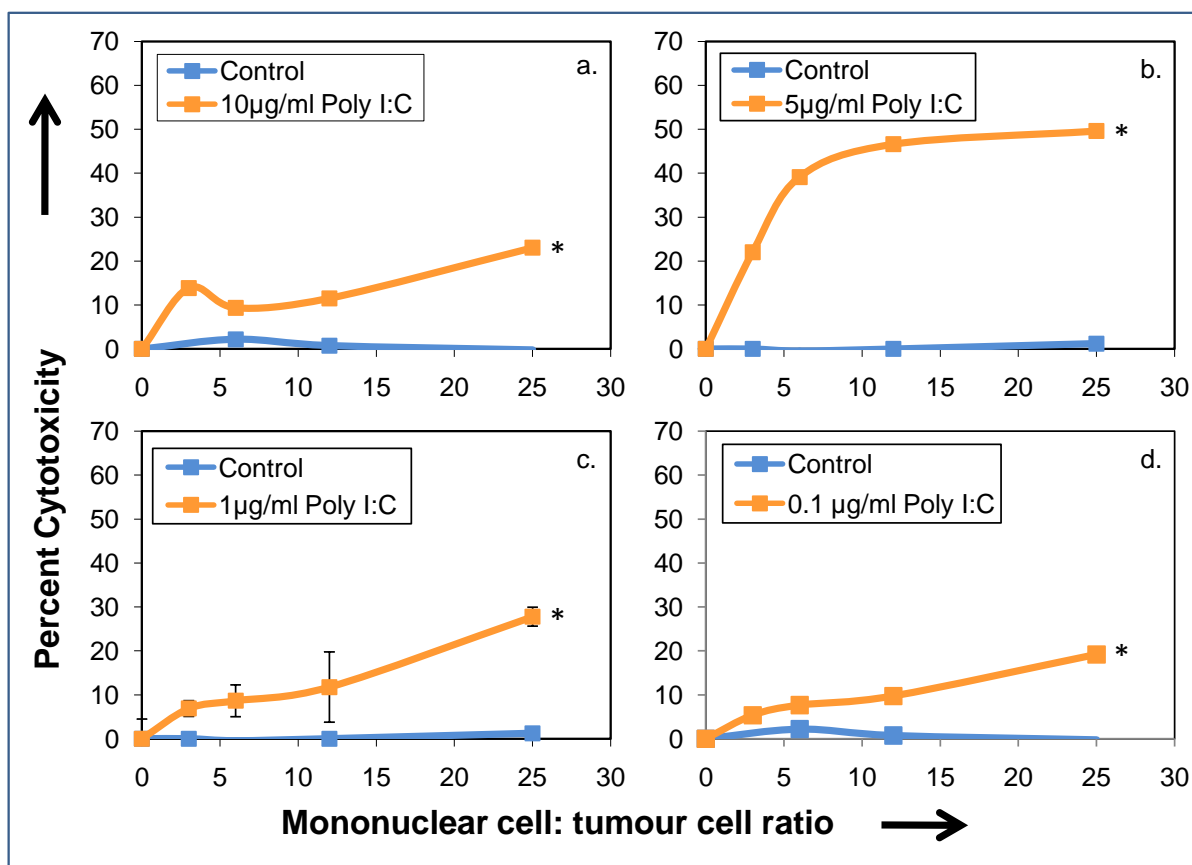 a.
Control
10µg/ml Poly I:C
*
70
60
50
40
30
20
10
0
0 5 10 15 20 25 30
b.
Control
5µg/ml Poly I:C
*
70
60
50
40
30
20
10
0
0 5 10 15 20 25 30
c.
Control
1µg/ml Poly I:C
*
70
60
50
40
30
20
10
0
0 5 10 15 20 25 30
d.
Control
0.1 µg/ml Poly I:C
*
70
60
50
40
30
20
10
0
0 5 10 15 20 25 30
Percent Cytotoxicity
Mononuclear cell: tumour cell ratio